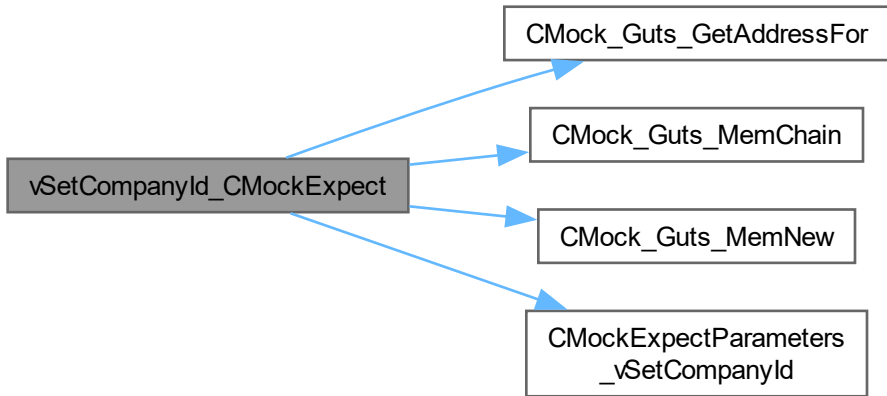 CMock_Guts_GetAddressFor
CMock_Guts_MemChain
vSetCompanyId_CMockExpect
CMock_Guts_MemNew
CMockExpectParameters
_vSetCompanyId